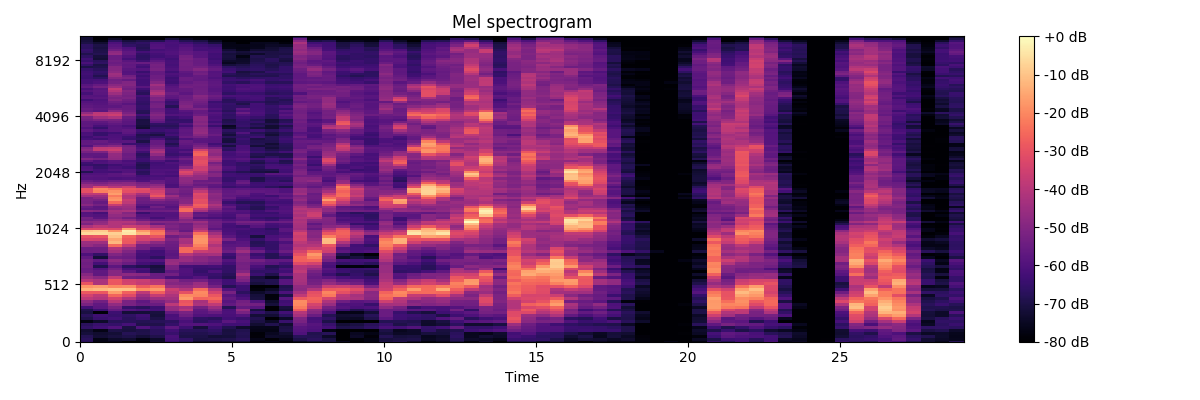 Mel spectrogram
Hz
8192
4096
2048
1024
512
0
0 5 10 15 20 25
Time
+0 dB
-10 dB
-20 dB
-30 dB
-40 dB
-50 dB
-60 dB
-70 dB
-80 dB